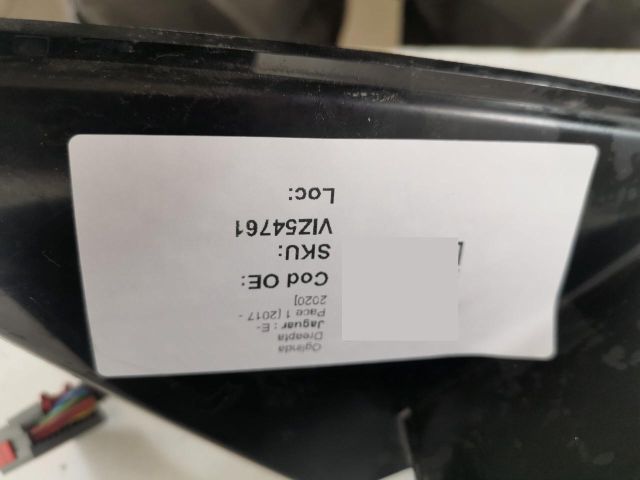 Oglinda
Dreapta
Jaguar : E-
Pace 1 [2017 -
2020]
Cod OE:
SKU:
VIZ54761
Loc: